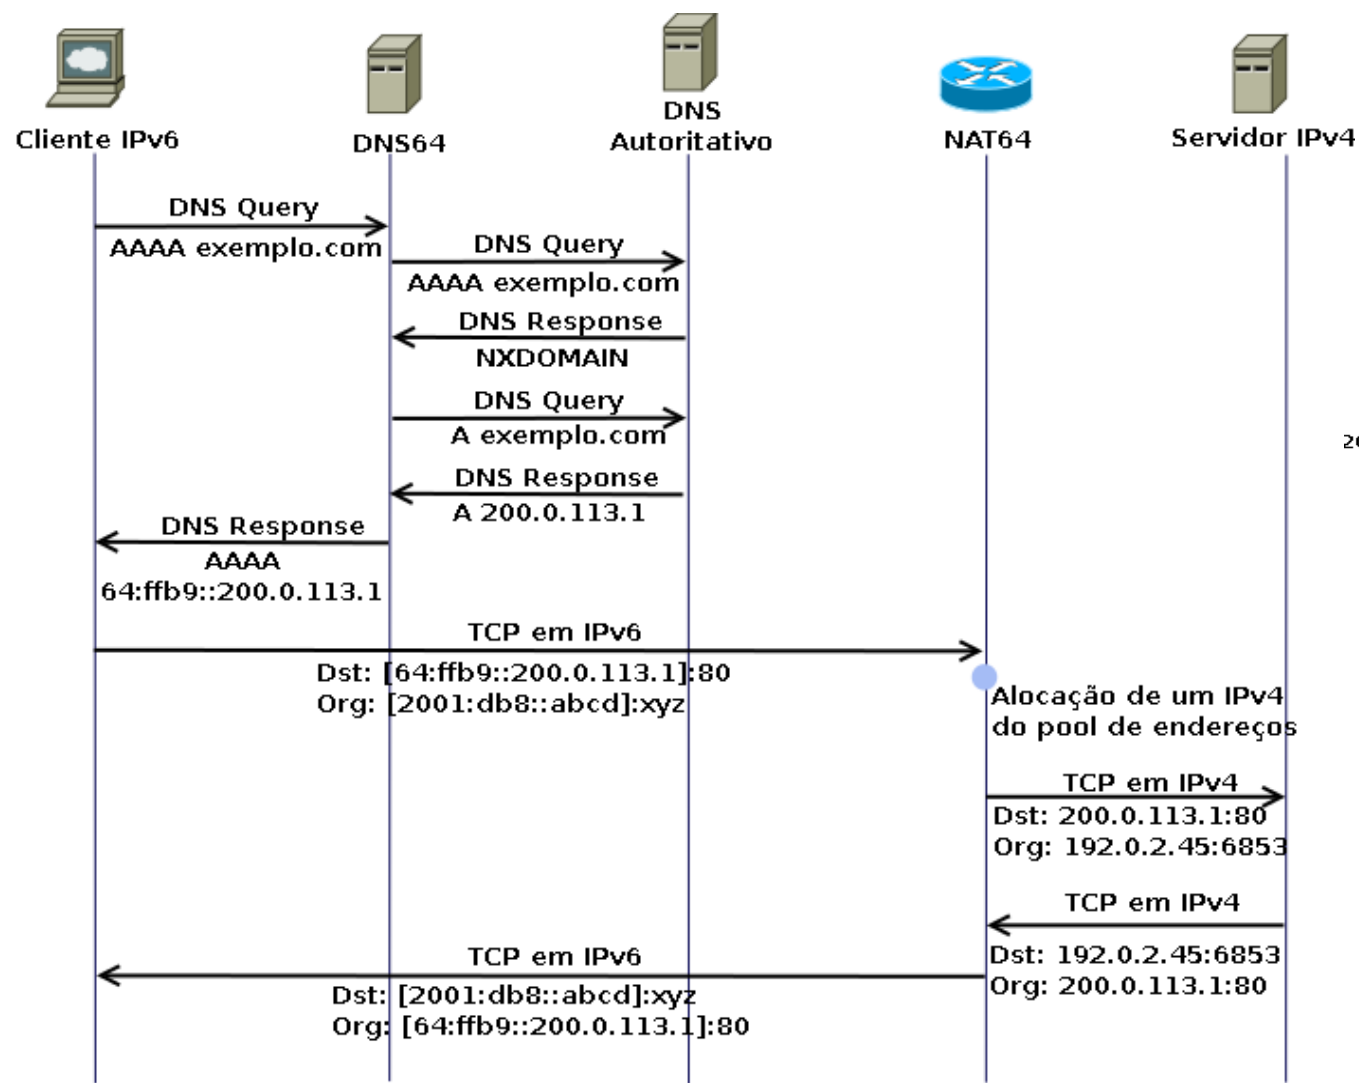 Cliente IPv6
DNS64
DNS
Autoritativo
NAT64
Servidor IPv4
DNS Query
AAAA exemplo.com
DNS Query
AAAA exemplo.com
DNS Response
NXDOMAIN
DNS Query
A exemplo.com
DNS Response
A 200.0.113.1
DNS Response
AAAA
64:ffb9::200.0.113.1
TCP em IPv6
Dst: [64:ffb9::200.0.113.1]:80
Org: [2001:db8::abcd]:xyz
Alocação de um IPv4
do pool de endereços
TCP em IPv4
Dst: 200.0.113.1:80
Org: 192.0.2.45:6853
TCP em IPv4
Dst: 192.0.2.45:6853
Org: 200.0.113.1:80
TCP em IPv6
Dst: [2001:db8::abcd]:xyz
Org: [64:ffb9::200.0.113.1]:80